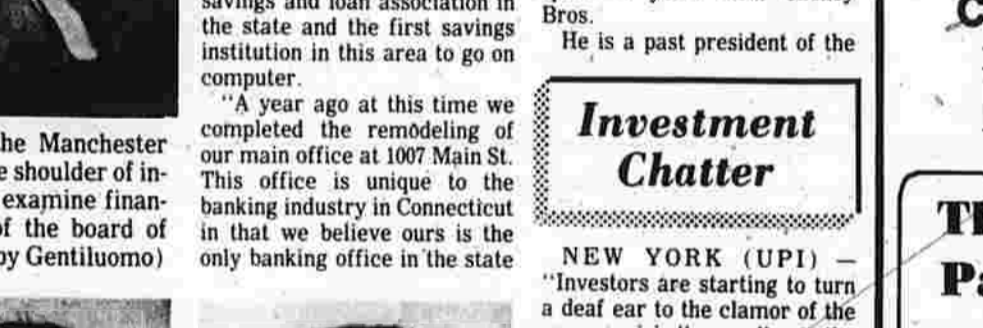 he Manchester
e shoulder of in-
examine finan-
of the board of
by Gentiluomo)
savings and loan association in
the state and the first savings
institution in this area to go on
computer.
"A year ago at this time we
completed the remodeling of
our main office at 1007 Main St.
This office is unique to the
banking industry in Connecticut
in that we believe ours is the
only banking office in the state
Bros.
He is a past president of the
Investment
Chatter
NEW YORK (UPI) —
"Investors are starting to turn
a deaf ear to the clamor of the